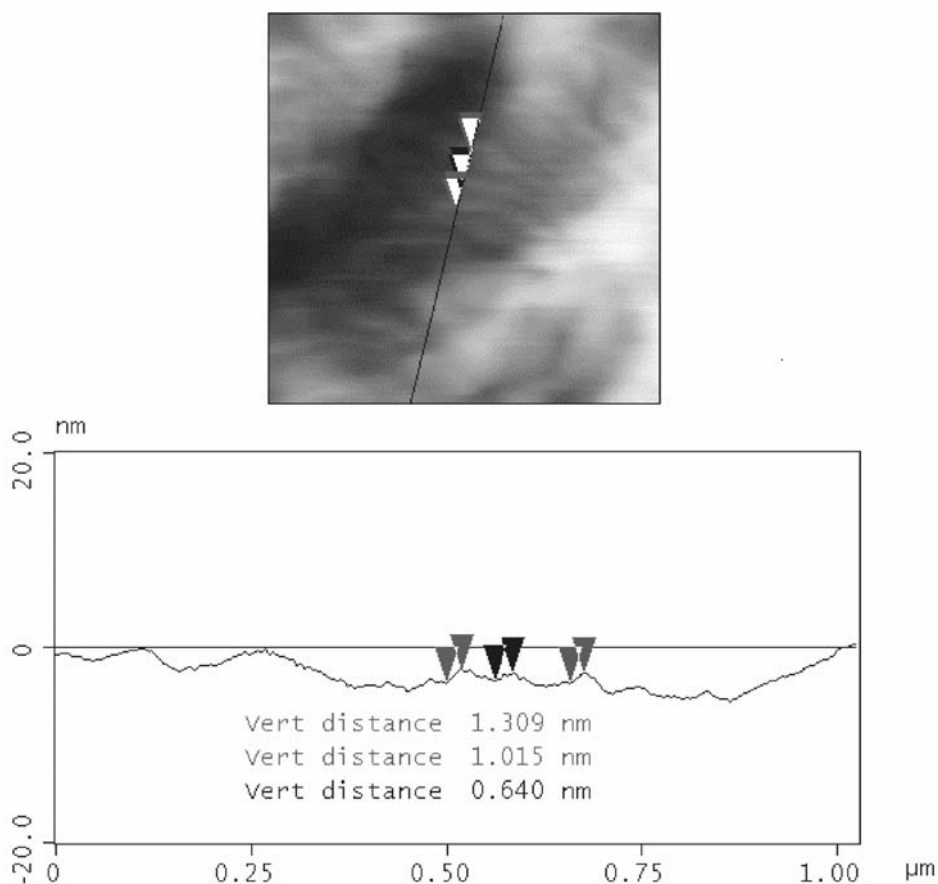 nm
20.0
0
Vert distance 1.309 nm
Vert distance 1.015 nm
Vert distance 0.640 nm
-20.0
0 0.25 0.50 0.75 1.00 μm